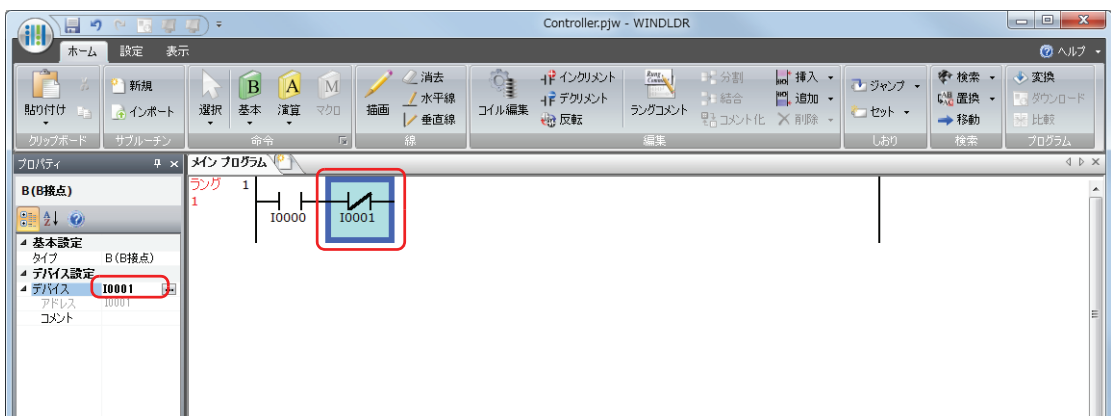 Controller.pjw - WINDLDR
ホーム 設定 表示 ヘルプ
貼り付け 新規 インポート 選択 基本 演算 マクロ 描画 消去 水平線 垂直線 コイル編集 インクリメント デクリメント 反転 ラングコメント 分割 結合 コメント化 挿入 追加 削除 ジャンプ セット 検索 置換 移動 変換 ダウンロード 比較
B A M
クリップボード サブルーチン 命令 線 編集 しおり 検索 プログラム
プロパティ
メイン プログラム
B(B接点)
基本設定
タイプ B(B接点)
デバイス設定
デバイス I0001
アドレス I0001
コメント
ラング 1
1
I0000 I0001